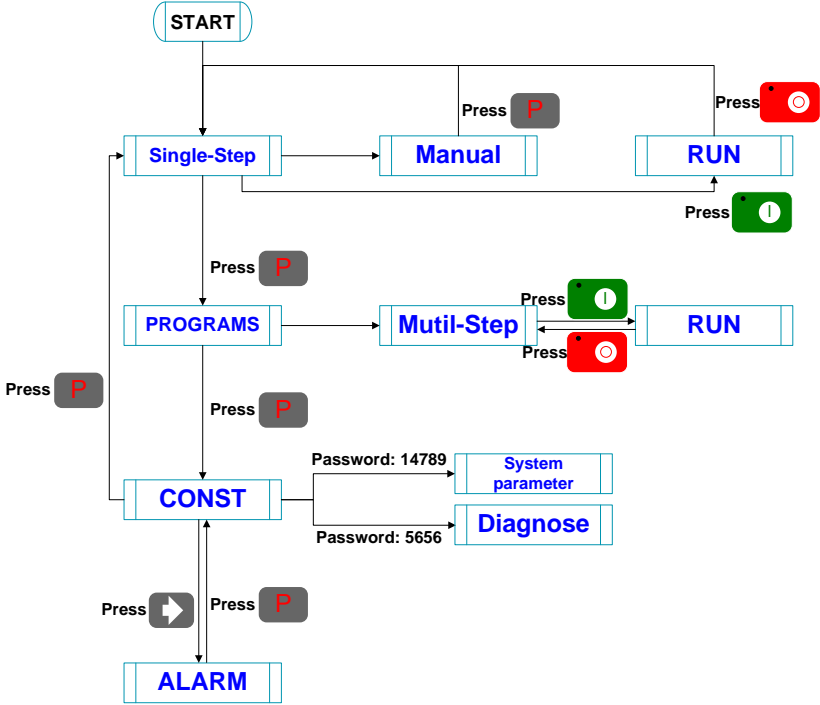 START
Press
Press P
Single-Step
Manual
RUN
Press
Press P
Press
PROGRAMS
Mutil-Step
RUN
Press
Press P
Press P
Password: 14789
System
parameter
CONST
Diagnose
Password: 5656
Press
Press P
ALARM